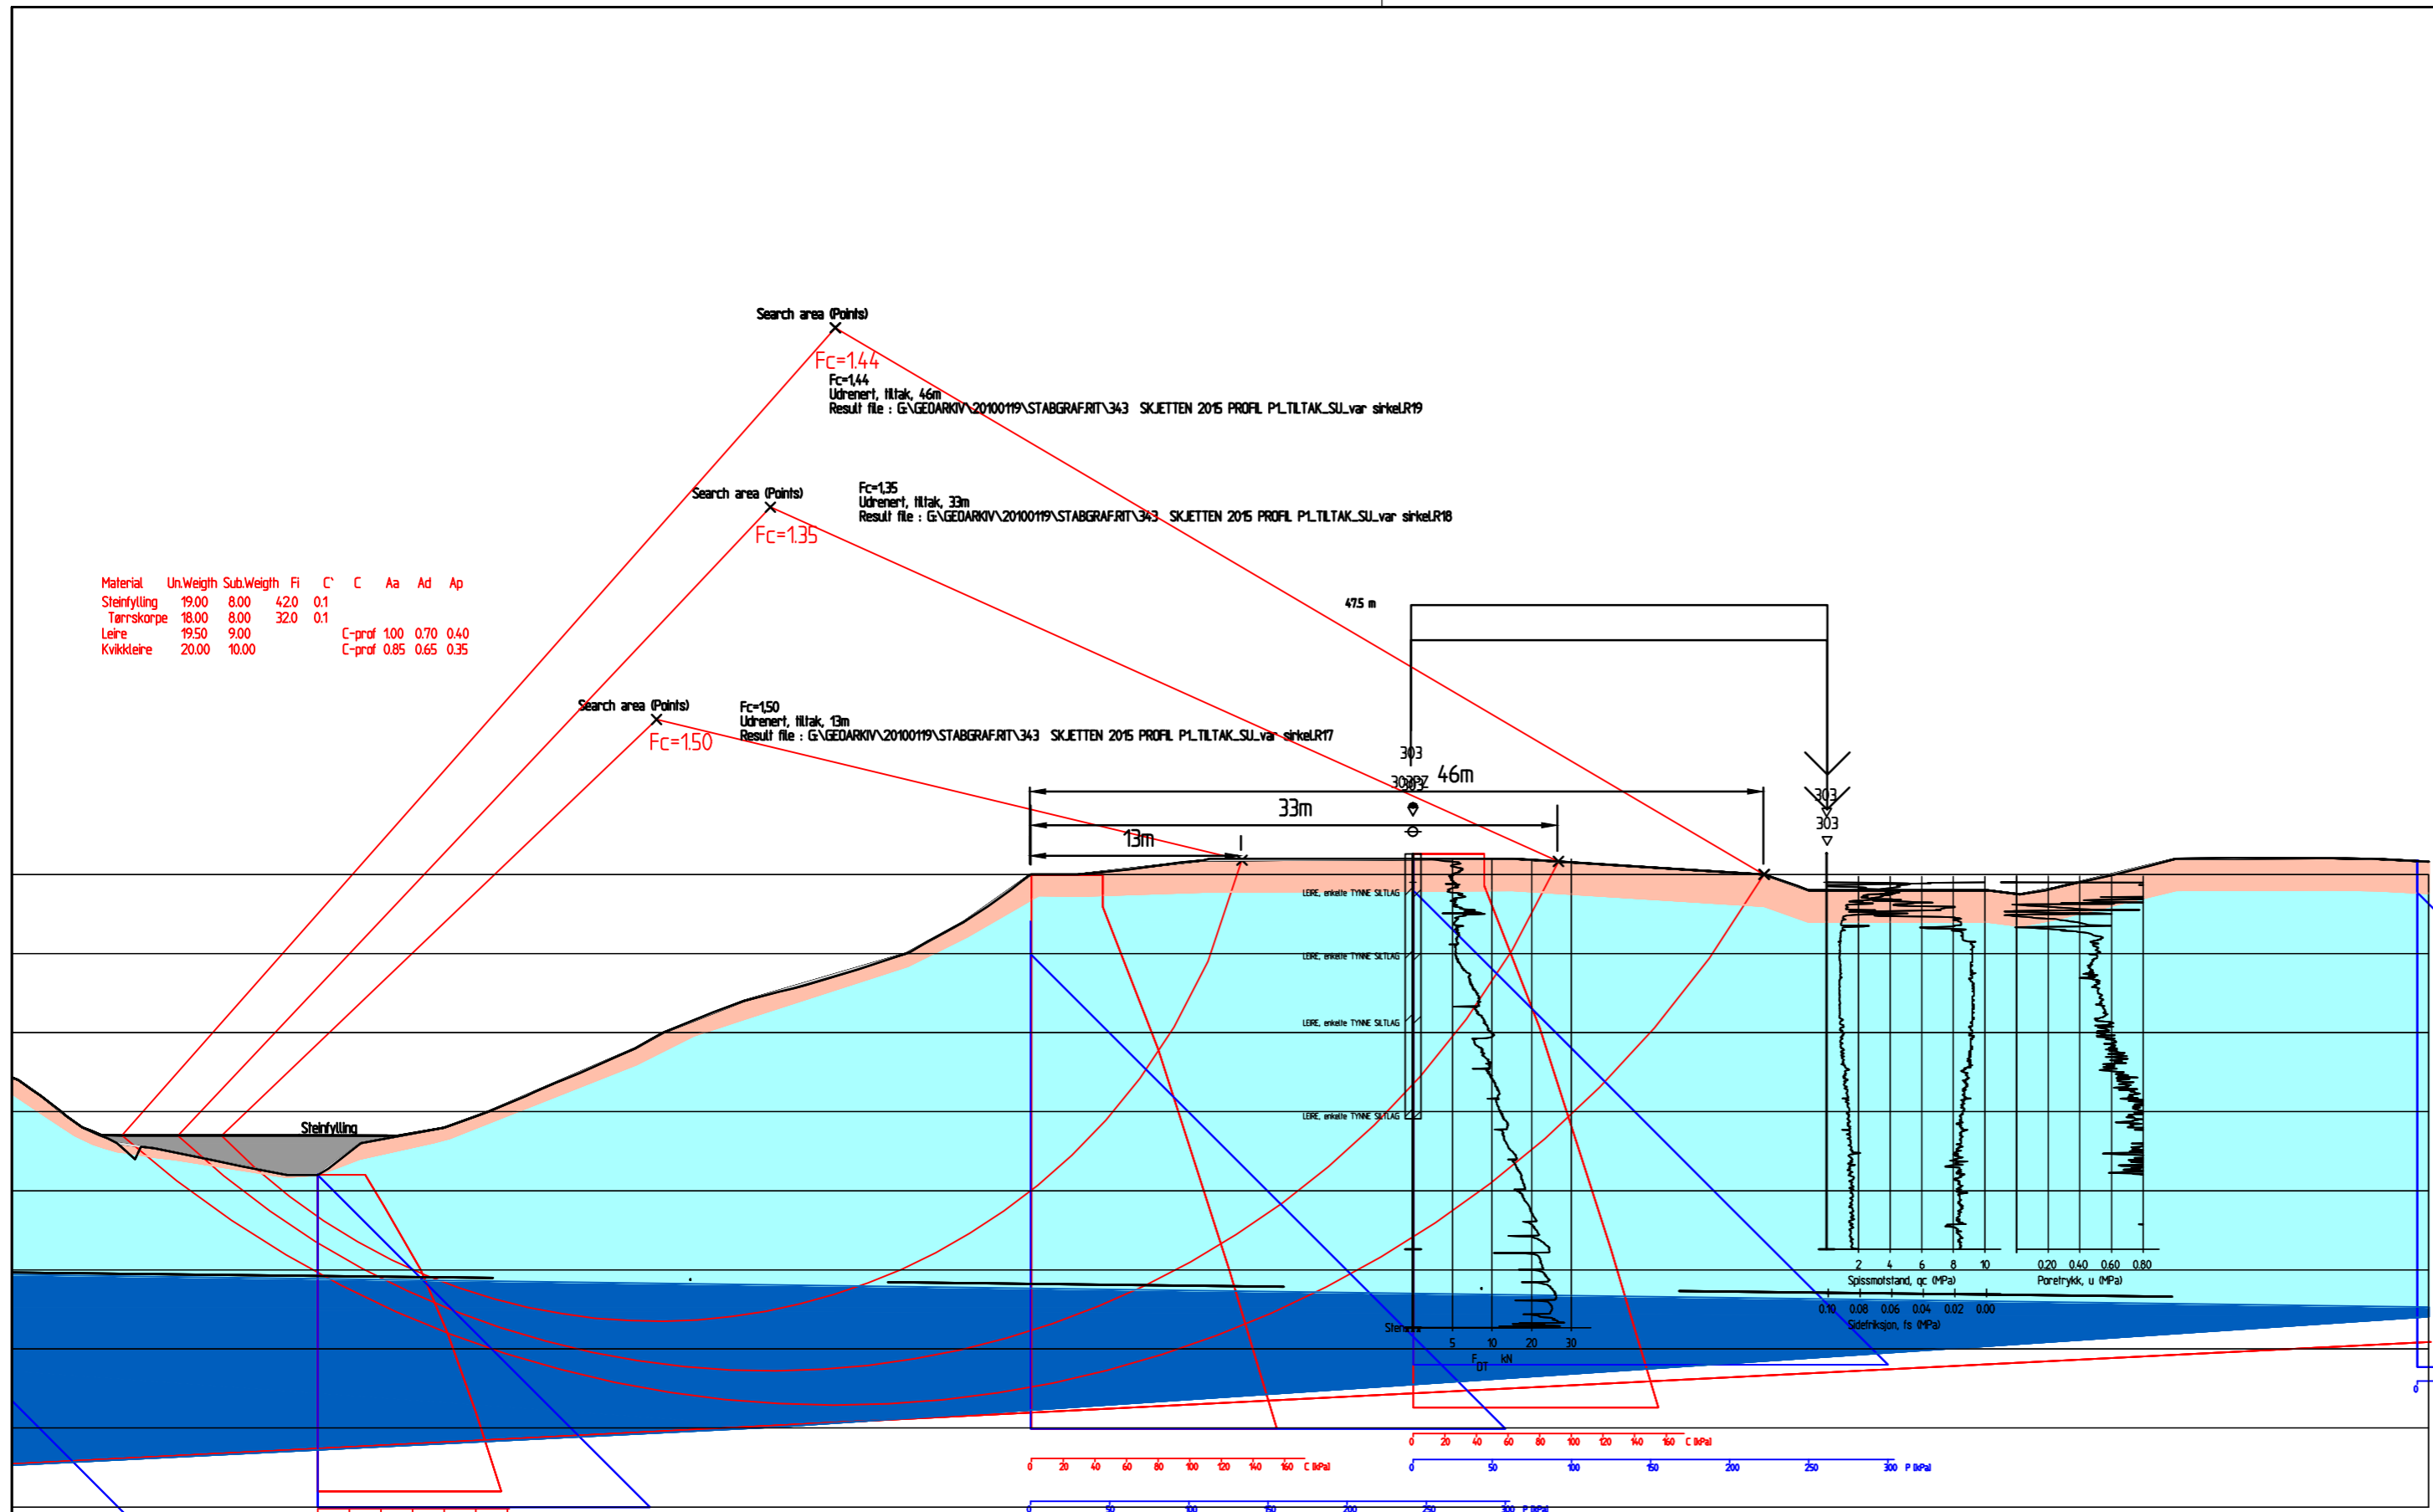 Search area (Points)
Fc=1.44
Fc=1,44
Udrenert, tiltak, 46m
Result file : G:\GEOARKIV\20100119\STABGRAF.RIT\343 SKJETTEN 2015 PROFIL P1_TILTAK_SU_var sirkel.R19
Search area (Points)
Fc=1.35
Fc=1,35
Udrenert, tiltak, 33m
Result file : G:\GEOARKIV\20100119\STABGRAF.RIT\343 SKJETTEN 2015 PROFIL P1_TILTAK_SU_var sirkel.R18
Material Un.Weigth Sub.Weigth Fi C` C Aa Ad Ap
Steinfylling 19.00 8.00 42.0 0.1
Tørrskorpe 18.00 8.00 32.0 0.1
Leire 19.50 9.00 C-prof 1.00 0.70 0.40
Kvikkleire 20.00 10.00 C-prof 0.85 0.65 0.35
47.5 m
Search area (Points)
Fc=1.50
Fc=1,50
Udrenert, tiltak, 13m
Result file : G:\GEOARKIV\20100119\STABGRAF.RIT\343 SKJETTEN 2015 PROFIL P1_TILTAK_SU_var sirkel.R17
303
46m
303
33m
303
303
13m
LEIRE, enkelte TYNNE SILTLAG
LEIRE, enkelte TYNNE SILTLAG
LEIRE, enkelte TYNNE SILTLAG
LEIRE, enkelte TYNNE SILTLAG
Steinfylling
2 4 6 8 10
Spissmotstand, qc (MPa)
0.20 0.40 0.60 0.80
Poretrykk, u (MPa)
0.10 0.08 0.06 0.04 0.02 0.00
Sidefriksjon, fs (MPa)
5 10 20 30
F DT kN
0 20 40 60 80 100 120 140 160 C (kPa)
0 50 100 150 200 250 300 P (kPa)
0 20 40 60 80 100 120 140 160 C (kPa)
0 50 100 150 200 250 300 P (kPa)
0